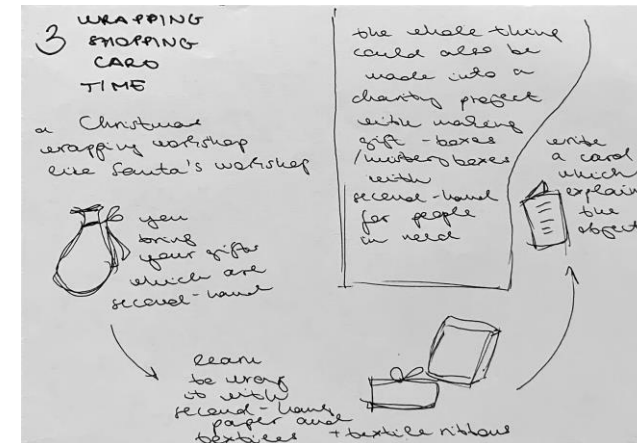 3 WRAPPING
SHOPPING
CARD
TIME
a Christmas
wrapping workshop
like Santa's workshop
you
bring
your gifts
which are
second-hand
learn
to wrap
it with
second-hand
paper and
textiles + textile ribbons
write
a card
which
explain
the
object
the whole thing
could also be
made into a
charity project
with making
gift-boxes
/mistery boxes
with
second-hand
for people
in need